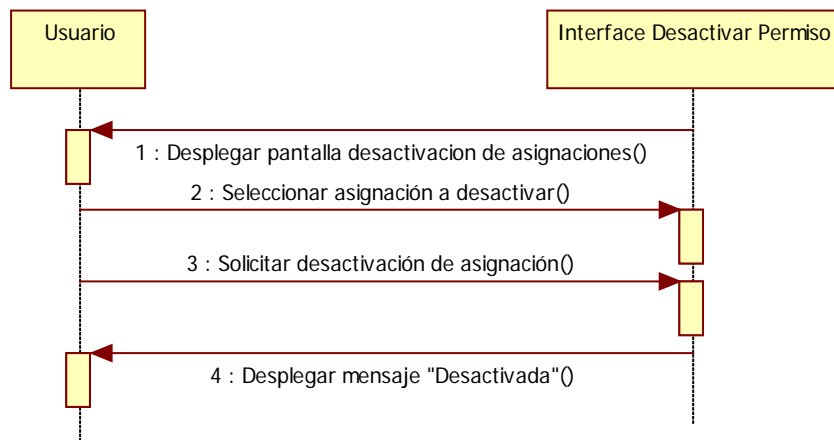 Usuario
Interface Desactivar Permiso
1 : Desplegar pantalla desactivacion de asignaciones()
2 : Seleccionar asignación a desactivar()
3 : Solicitar desactivación de asignación()
4 : Desplegar mensaje "Desactivada"()